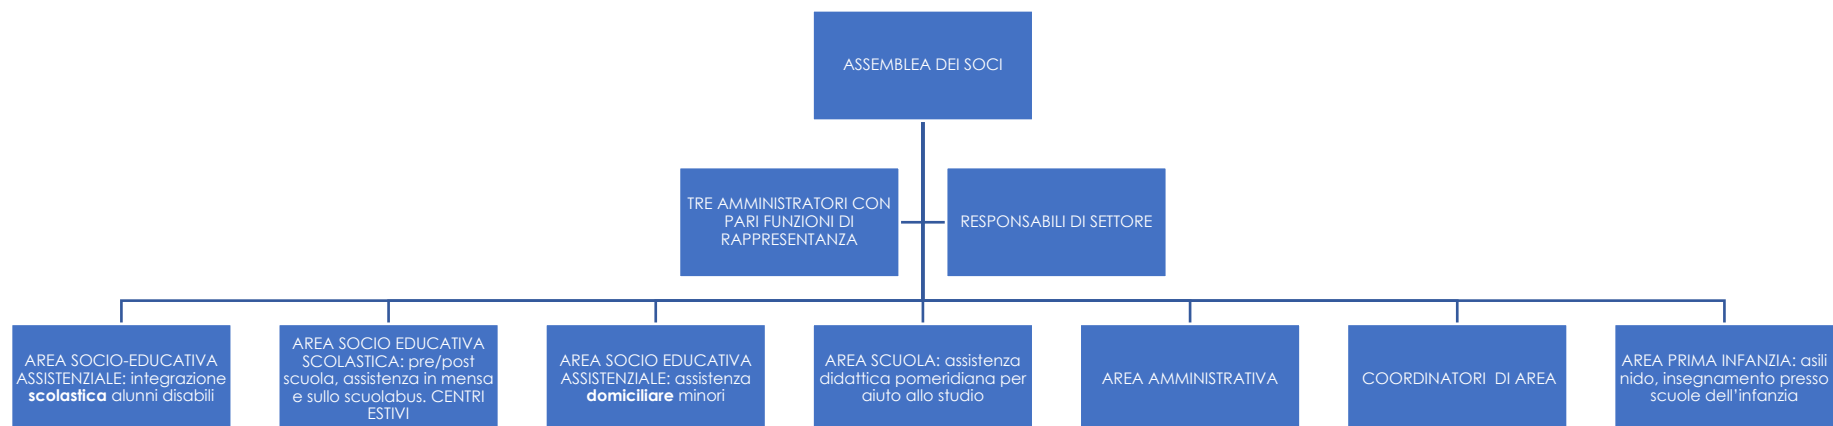 ASSEMBLEA DEI SOCI
TRE AMMINISTRATORI CON
PARI FUNZIONI DI
RAPPRESENTANZA
RESPONSABILI DI SETTORE
AREA SOCIO-EDUCATIVA
ASSISTENZIALE: integrazione
scolastica alunni disabili
AREA SOCIO EDUCATIVA
SCOLASTICA: pre/post
scuola, assistenza in mensa
e sullo scuolabus. CENTRI
ESTIVI
AREA SOCIO EDUCATIVA
ASSISTENZIALE: assistenza
domiciliare minori
AREA SCUOLA: assistenza
didattica pomeridiana per
aiuto allo studio
AREA AMMINISTRATIVA
COORDINATORI DI AREA
AREA PRIMA INFANZIA: asili
nido, insegnamento presso
scuole dell'infanzia